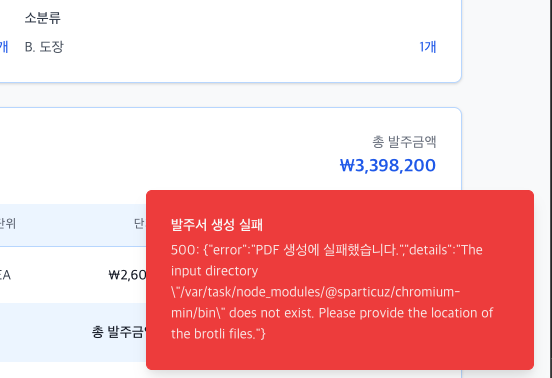 소분류
개 B. 도장 1개
총 발주금액
₩3,398,200
단위
EA ₩2,60
총 발주금
발주서 생성 실패
500: {"error":"PDF 생성에 실패했습니다.","details":"The
input directory
\"/var/task/node_modules/@sparticuz/chromium-
min/bin\" does not exist. Please provide the location of
the brotli files."}